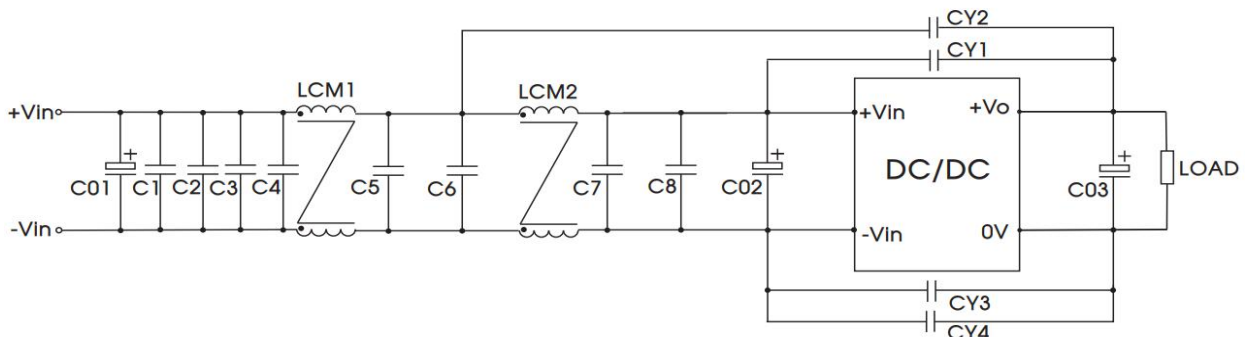 CY2
CY1
LCM1
LCM2
+Vin
+Vin
+Vo
C01
+
C1
C2
C3
C4
C5
C6
C7
C8
C02
+
DC/DC
C03
+
LOAD
-Vin
-Vin
0V
CY3
CY4